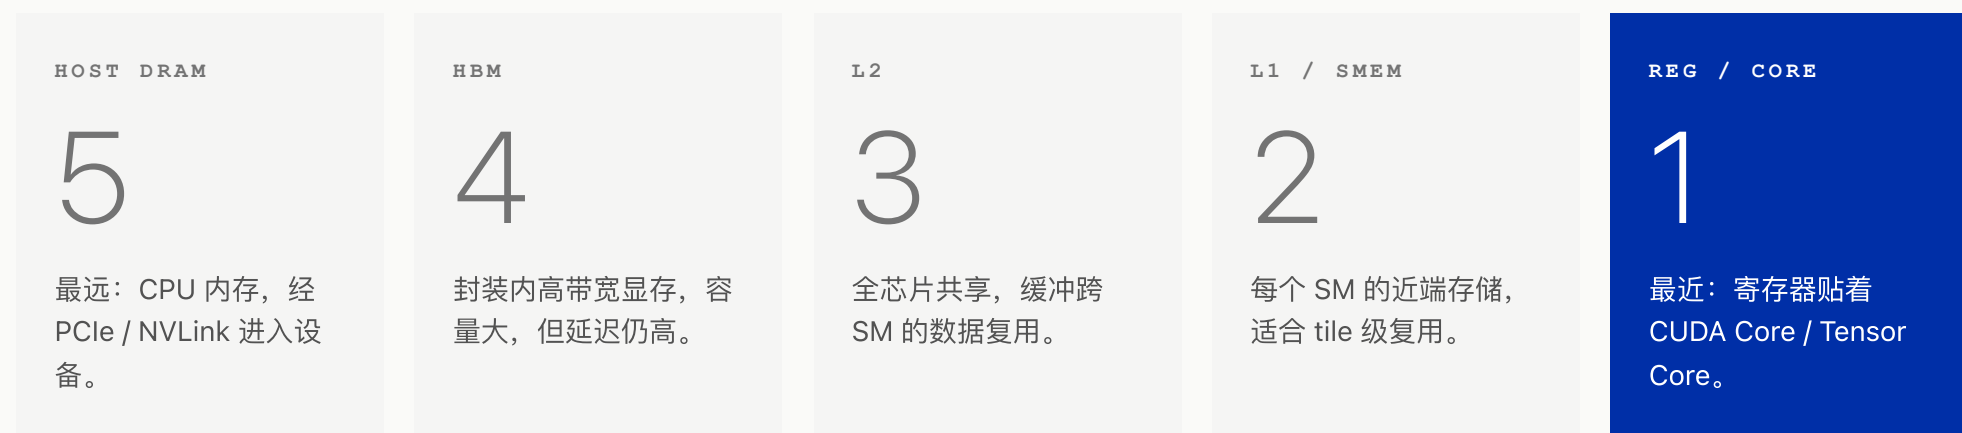 HOST DRAM
5
最远：CPU 内存，经
PCIe / NVLink 进入设
备。
HBM
4
封装内高带宽显存，容
量大，但延迟仍高。
L2
3
全芯片共享，缓冲跨
SM 的数据复用。
L1 / SMEM
2
每个 SM 的近端存储，
适合 tile 级复用。
REG / CORE
1
最近：寄存器贴着
CUDA Core / Tensor
Core。